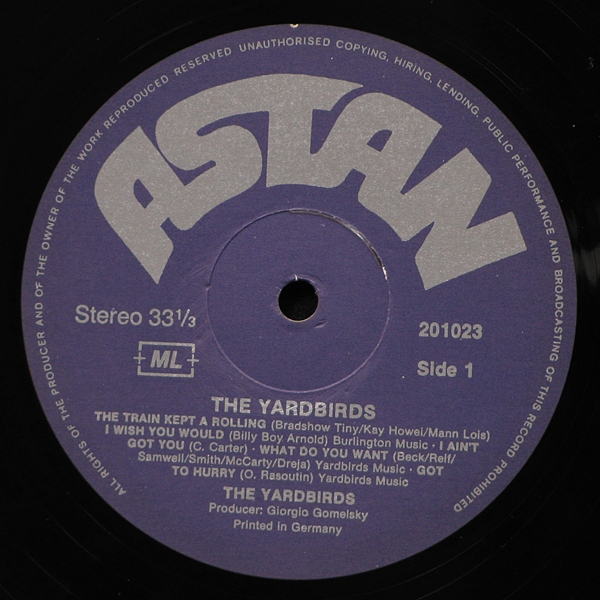 ALL RIGHTS OF THE PRODUCER AND OF THE OWNER OF THE WORK REPRODUCED RESERVED UNAUTHORISED COPYING, HIRING, LENDING, PUBLIC PERFORMANCE AND BROADCASTING OF THIS RECORD PROHIBITED
ASTAN
Stereo 33 1/3
201023
ML
Side 1
THE YARDBIRDS
THE TRAIN KEPT A ROLLING (Bradshow Tiny/Kay Howei/Mann Lois)
I WISH YOU WOULD (Billy Boy Arnold) Burlington Music · I AIN'T
GOT YOU (C. Carter) · WHAT DO YOU WANT (Beck/Relf/
Samwell/Smith/McCarty/Dreja) Yardbirds Music · GOT
TO HURRY (O. Rasoutin) Yardbirds Music
THE YARDBIRDS
Producer: Giorgio Gomelsky
Printed in Germany